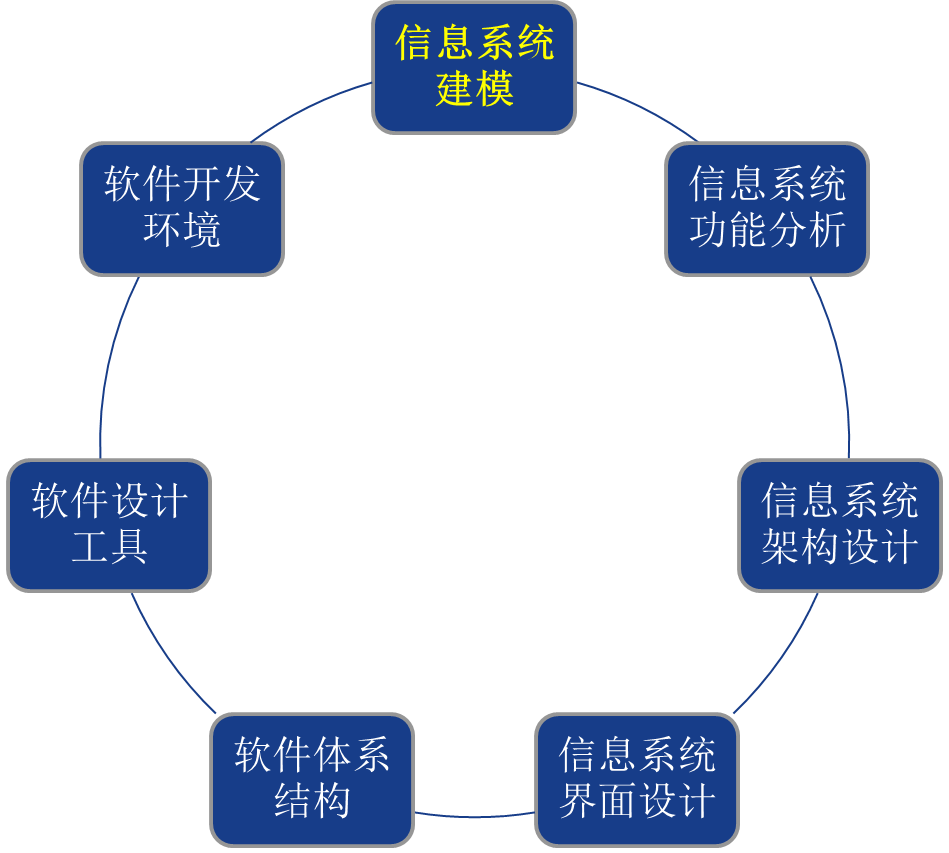 信息系统
建模
信息系统
功能分析
信息系统
架构设计
信息系统
界面设计
软件体系
结构
软件设计
工具
软件开发
环境